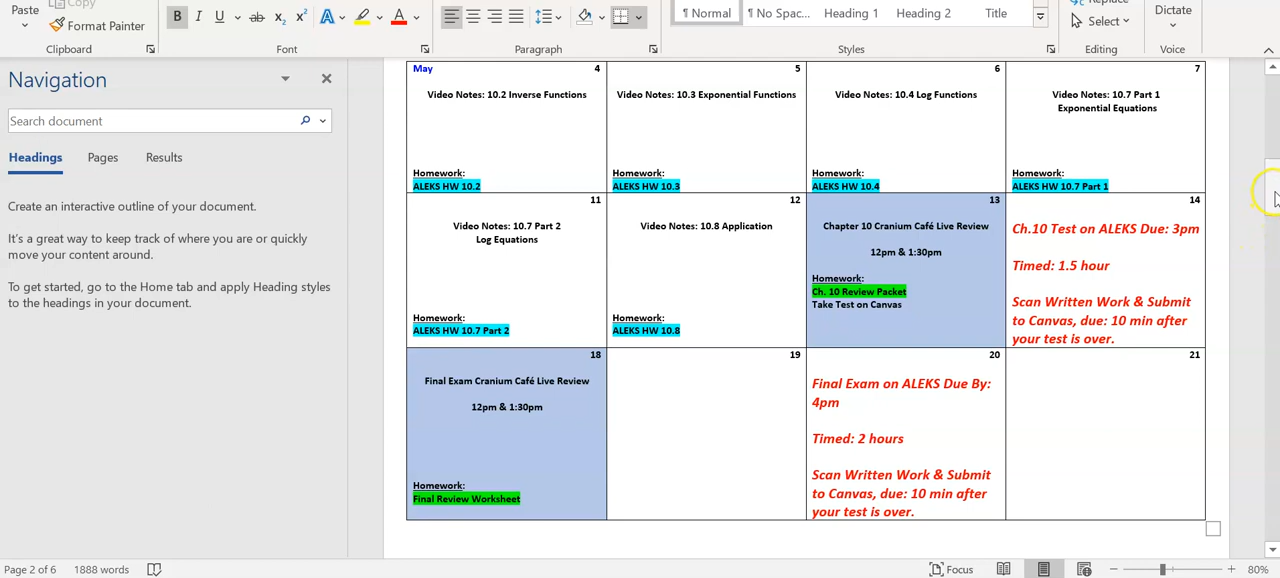 Paste
Copy
Format Painter
Clipboard
B I U ab x₂ x² A A
Font
Paragraph
¶ Normal
¶ No Spac...
Heading 1
Heading 2
Title
Styles
Replace
Select
Editing
Dictate
Voice
Navigation
Search document
Headings Pages Results
Create an interactive outline of your document.
It's a great way to keep track of where you are or quickly
move your content around.
To get started, go to the Home tab and apply Heading styles
to the headings in your document.
May 4
Video Notes: 10.2 Inverse Functions
Homework:
ALEKS HW 10.2
5
Video Notes: 10.3 Exponential Functions
Homework:
ALEKS HW 10.3
6
Video Notes: 10.4 Log Functions
Homework:
ALEKS HW 10.4
7
Video Notes: 10.7 Part 1
Exponential Equations
Homework:
ALEKS HW 10.7 Part 1
11
Video Notes: 10.7 Part 2
Log Equations
Homework:
ALEKS HW 10.7 Part 2
12
Video Notes: 10.8 Application
Homework:
ALEKS HW 10.8
13
Chapter 10 Cranium Café Live Review
12pm & 1:30pm
Homework:
Ch. 10 Review Packet
Take Test on Canvas
14
Ch.10 Test on ALEKS Due: 3pm
Timed: 1.5 hour
Scan Written Work & Submit
to Canvas, due: 10 min after
your test is over.
18
Final Exam Cranium Café Live Review
12pm & 1:30pm
Homework:
Final Review Worksheet
19
20
Final Exam on ALEKS Due By:
4pm
Timed: 2 hours
Scan Written Work & Submit
to Canvas, due: 10 min after
your test is over.
21
Page 2 of 6
1888 words
Focus
80%